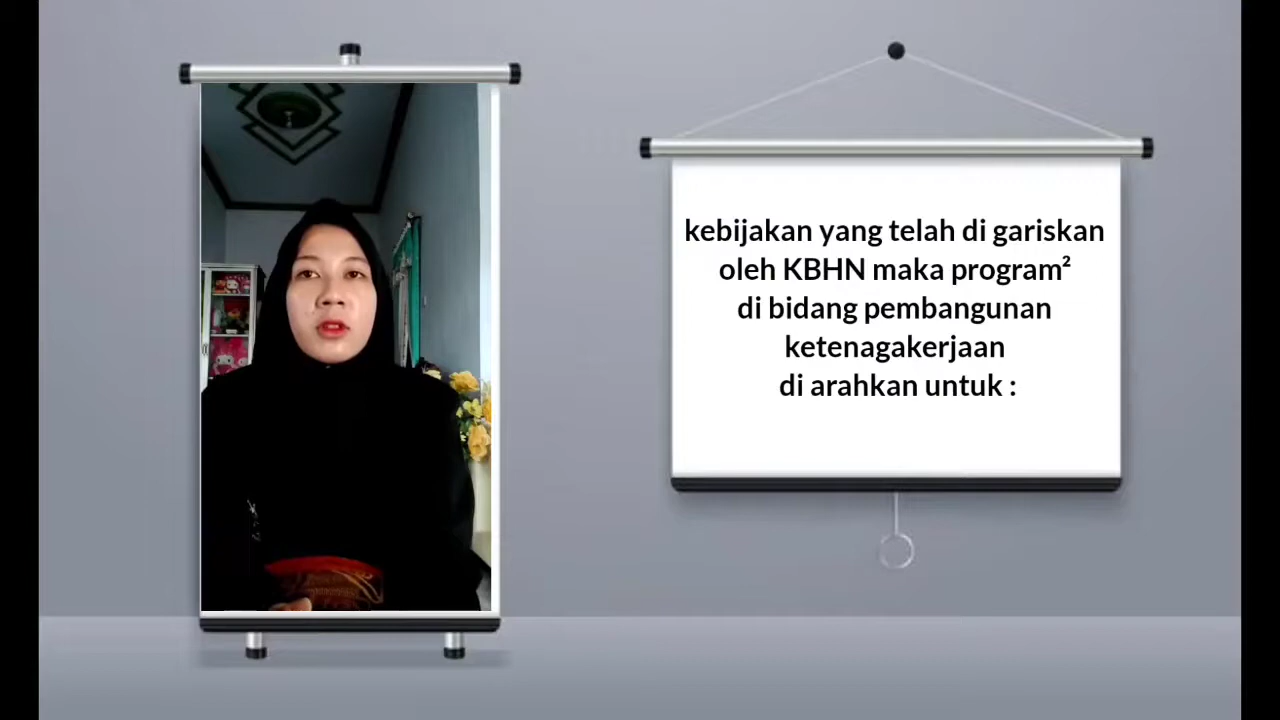 kebijakan yang telah di gariskan
oleh KBHN maka program²
di bidang pembangunan
ketenagakerjaan
di arahkan untuk :